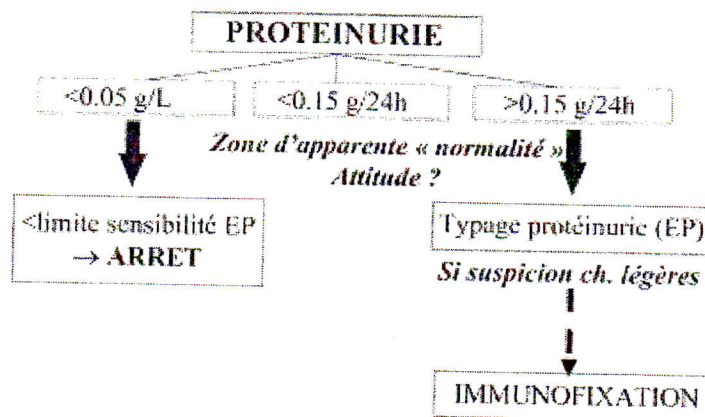 PROTEINURIE
<0.05 g/L
<0.15 g/24h
>0.15 g/24h
Zone d'apparente « normalité »
Attitude ?
<limite sensibilité EP
→ ARRET
Typage protéinurie (EP)
Si suspicion ch. légères
IMMUNOFIXATION